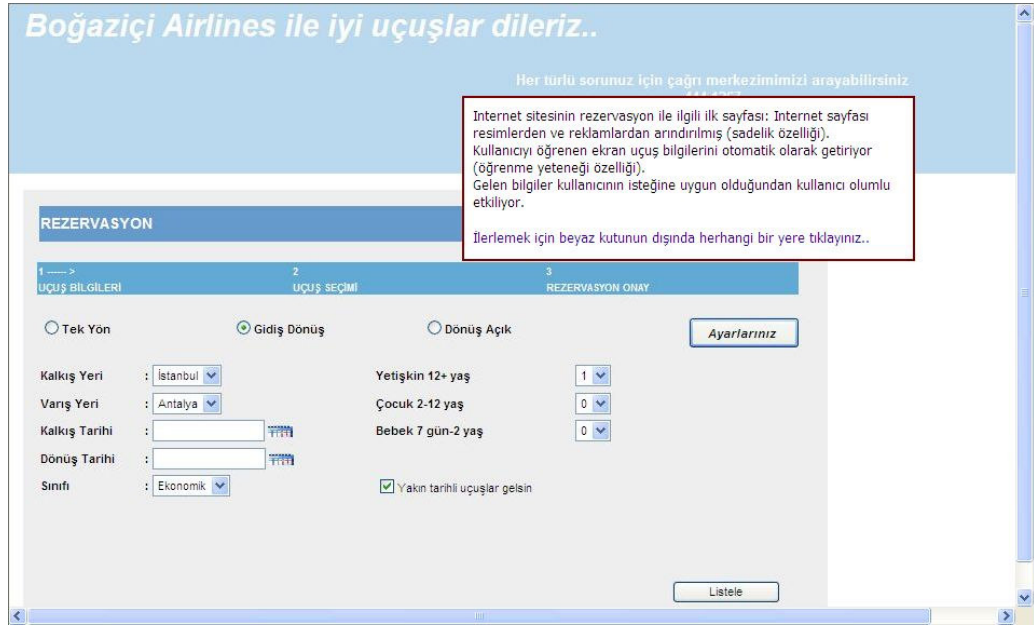 Boğaziçi Airlines ile iyi uçuşlar dileriz..
Her türlü sorunuz için çağrı merkezimimizi arayabilirsiniz
Internet sitesinin rezervasyon ile ilgili ilk sayfası: Internet sayfası
resimlerden ve reklamlardan arındırılmış (sadelik özelliği).
Kullanıcıyı öğrenen ekran uçuş bilgilerini otomatik olarak getiriyor
(öğrenme yeteneği özelliği).
Gelen bilgiler kullanıcının isteğine uygun olduğundan kullanıcı olumlu
etkiliyor.
İlerlemek için beyaz kutunun dışında herhangi bir yere tıklayınız..
REZERVASYON
1 ----- > 2 3
UÇUŞ BİLGİLERİ UÇUŞ SEÇİMİ REZERVASYON ONAY
Tek Yön Gidiş Dönüş Dönüş Açık Ayarlarınız
Kalkış Yeri : İstanbul Yetişkin 12+ yaş 1
Varış Yeri : Antalya Çocuk 2-12 yaş 0
Kalkış Tarihi : Bebek 7 gün-2 yaş 0
Dönüş Tarihi :
Sınıfı : Ekonomik Yakın tarihli uçuşlar gelsin
Listele